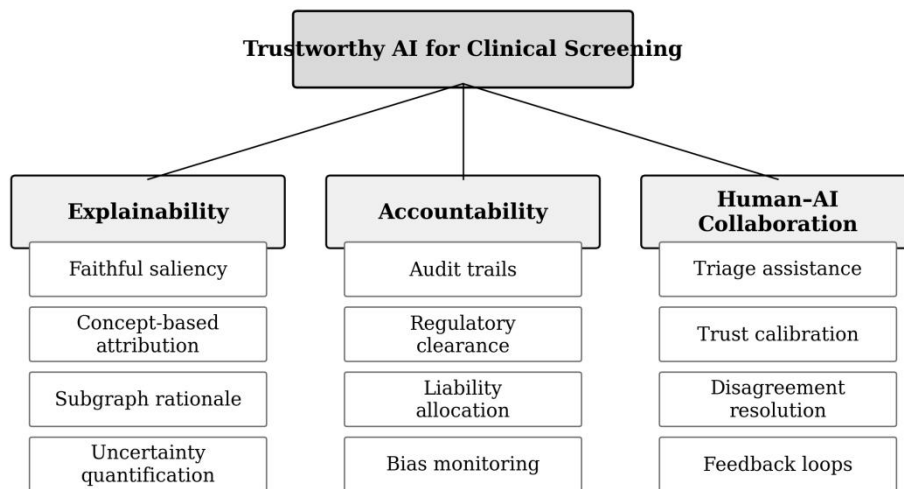 Trustworthy AI for Clinical Screening
Explainability
Faithful saliency
Concept-based
attribution
Subgraph rationale
Uncertainty
quantification
Accountability
Audit trails
Regulatory
clearance
Liability
allocation
Bias monitoring
Human–AI
Collaboration
Triage assistance
Trust calibration
Disagreement
resolution
Feedback loops